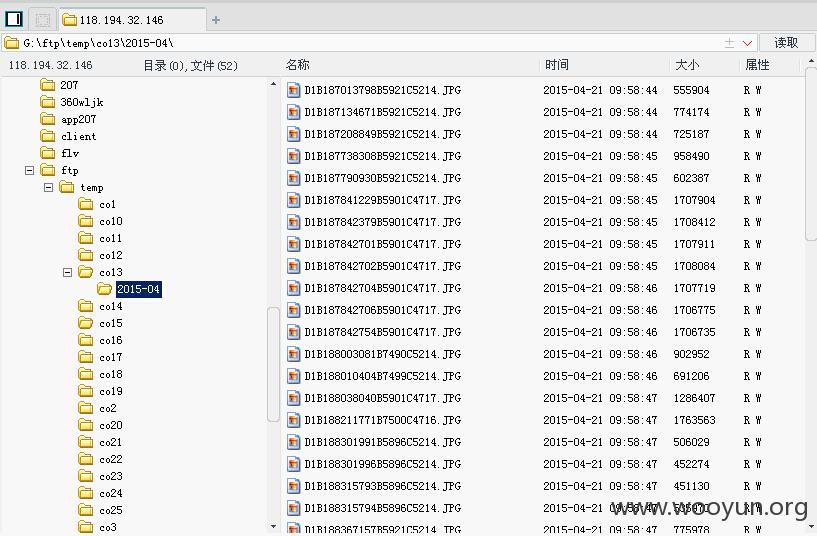 118.194.32.146
G:\ftp\temp\co13\2015-04\ 读取
118.194.32.146 目录(0),文件(52)
207
360wljk
app207
client
flv
ftp
temp
co1
co10
co11
co12
co13
2015-04
co14
co15
co16
co17
co18
co19
co2
co20
co21
co22
co23
co24
co25
co3
名称 时间 大小 属性
D1B187013798B5921C5214.JPG 2015-04-21 09:58:44 555904 R W
D1B187134671B5921C5214.JPG 2015-04-21 09:58:44 774174 R W
D1B187208849B5921C5214.JPG 2015-04-21 09:58:44 725187 R W
D1B187738308B5921C5214.JPG 2015-04-21 09:58:45 958490 R W
D1B187790930B5921C5214.JPG 2015-04-21 09:58:45 602387 R W
D1B187841229B5901C4717.JPG 2015-04-21 09:58:45 1707904 R W
D1B187842379B5901C4717.JPG 2015-04-21 09:58:45 1708412 R W
D1B187842701B5901C4717.JPG 2015-04-21 09:58:45 1707911 R W
D1B187842702B5901C4717.JPG 2015-04-21 09:58:45 1708084 R W
D1B187842704B5901C4717.JPG 2015-04-21 09:58:46 1707719 R W
D1B187842706B5901C4717.JPG 2015-04-21 09:58:46 1706775 R W
D1B187842754B5901C4717.JPG 2015-04-21 09:58:46 1706735 R W
D1B188003081B7490C5214.JPG 2015-04-21 09:58:46 902952 R W
D1B188010404B7499C5214.JPG 2015-04-21 09:58:46 691206 R W
D1B188038040B5901C4717.JPG 2015-04-21 09:58:47 1286407 R W
D1B188211771B7500C4716.JPG 2015-04-21 09:58:47 1763563 R W
D1B188301991B5896C5214.JPG 2015-04-21 09:58:47 506029 R W
D1B188301996B5896C5214.JPG 2015-04-21 09:58:47 452274 R W
D1B188315793B5896C5214.JPG 2015-04-21 09:58:47 451130 R W
D1B188315794B5896C5214.JPG 2015-04-21 09:58:47 R W
D1B188367157B5921C5214.JPG 2015-04-21 09:58:47 775978 R W
www.wooyun.org